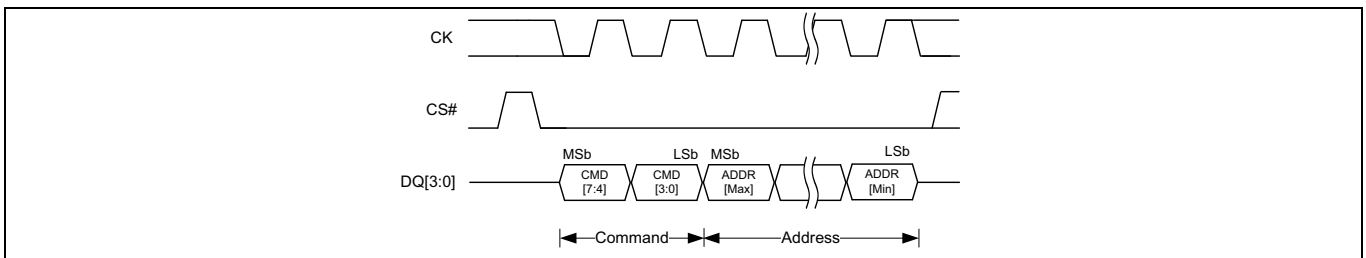 CK
CS#
MSb LSb MSb LSb
DQ[3:0]
CMD
[7:4]
CMD
[3:0]
ADDR
[Max]
ADDR
[Min]
Command Address